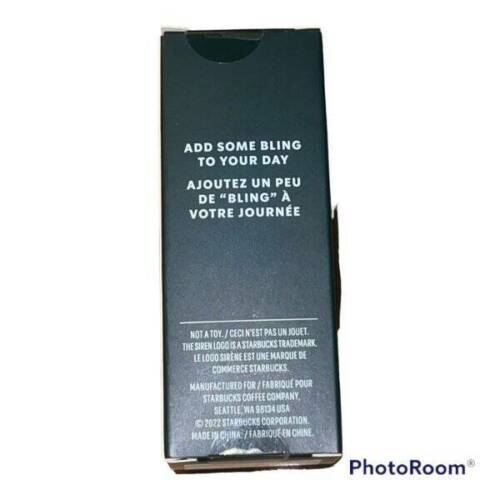 ADD SOME BLING
TO YOUR DAY
AJOUTEZ UN PEU
DE "BLING" À
VOTRE JOURNÉE
NOT A TOY. / CECI N'EST PAS UN JOUET.
THE SIREN LOGO IS A STARBUCKS TRADEMARK.
LE LOGO SIRÈNE EST UNE MARQUE DE
COMMERCE STARBUCKS.
MANUFACTURED FOR / FABRIQUÉ POUR
STARBUCKS COFFEE COMPANY,
SEATTLE, WA 98134 USA
© 2022 STARBUCKS CORPORATION.
MADE IN CHINA. / FABRIQUÉ EN CHINE.
PhotoRoom®